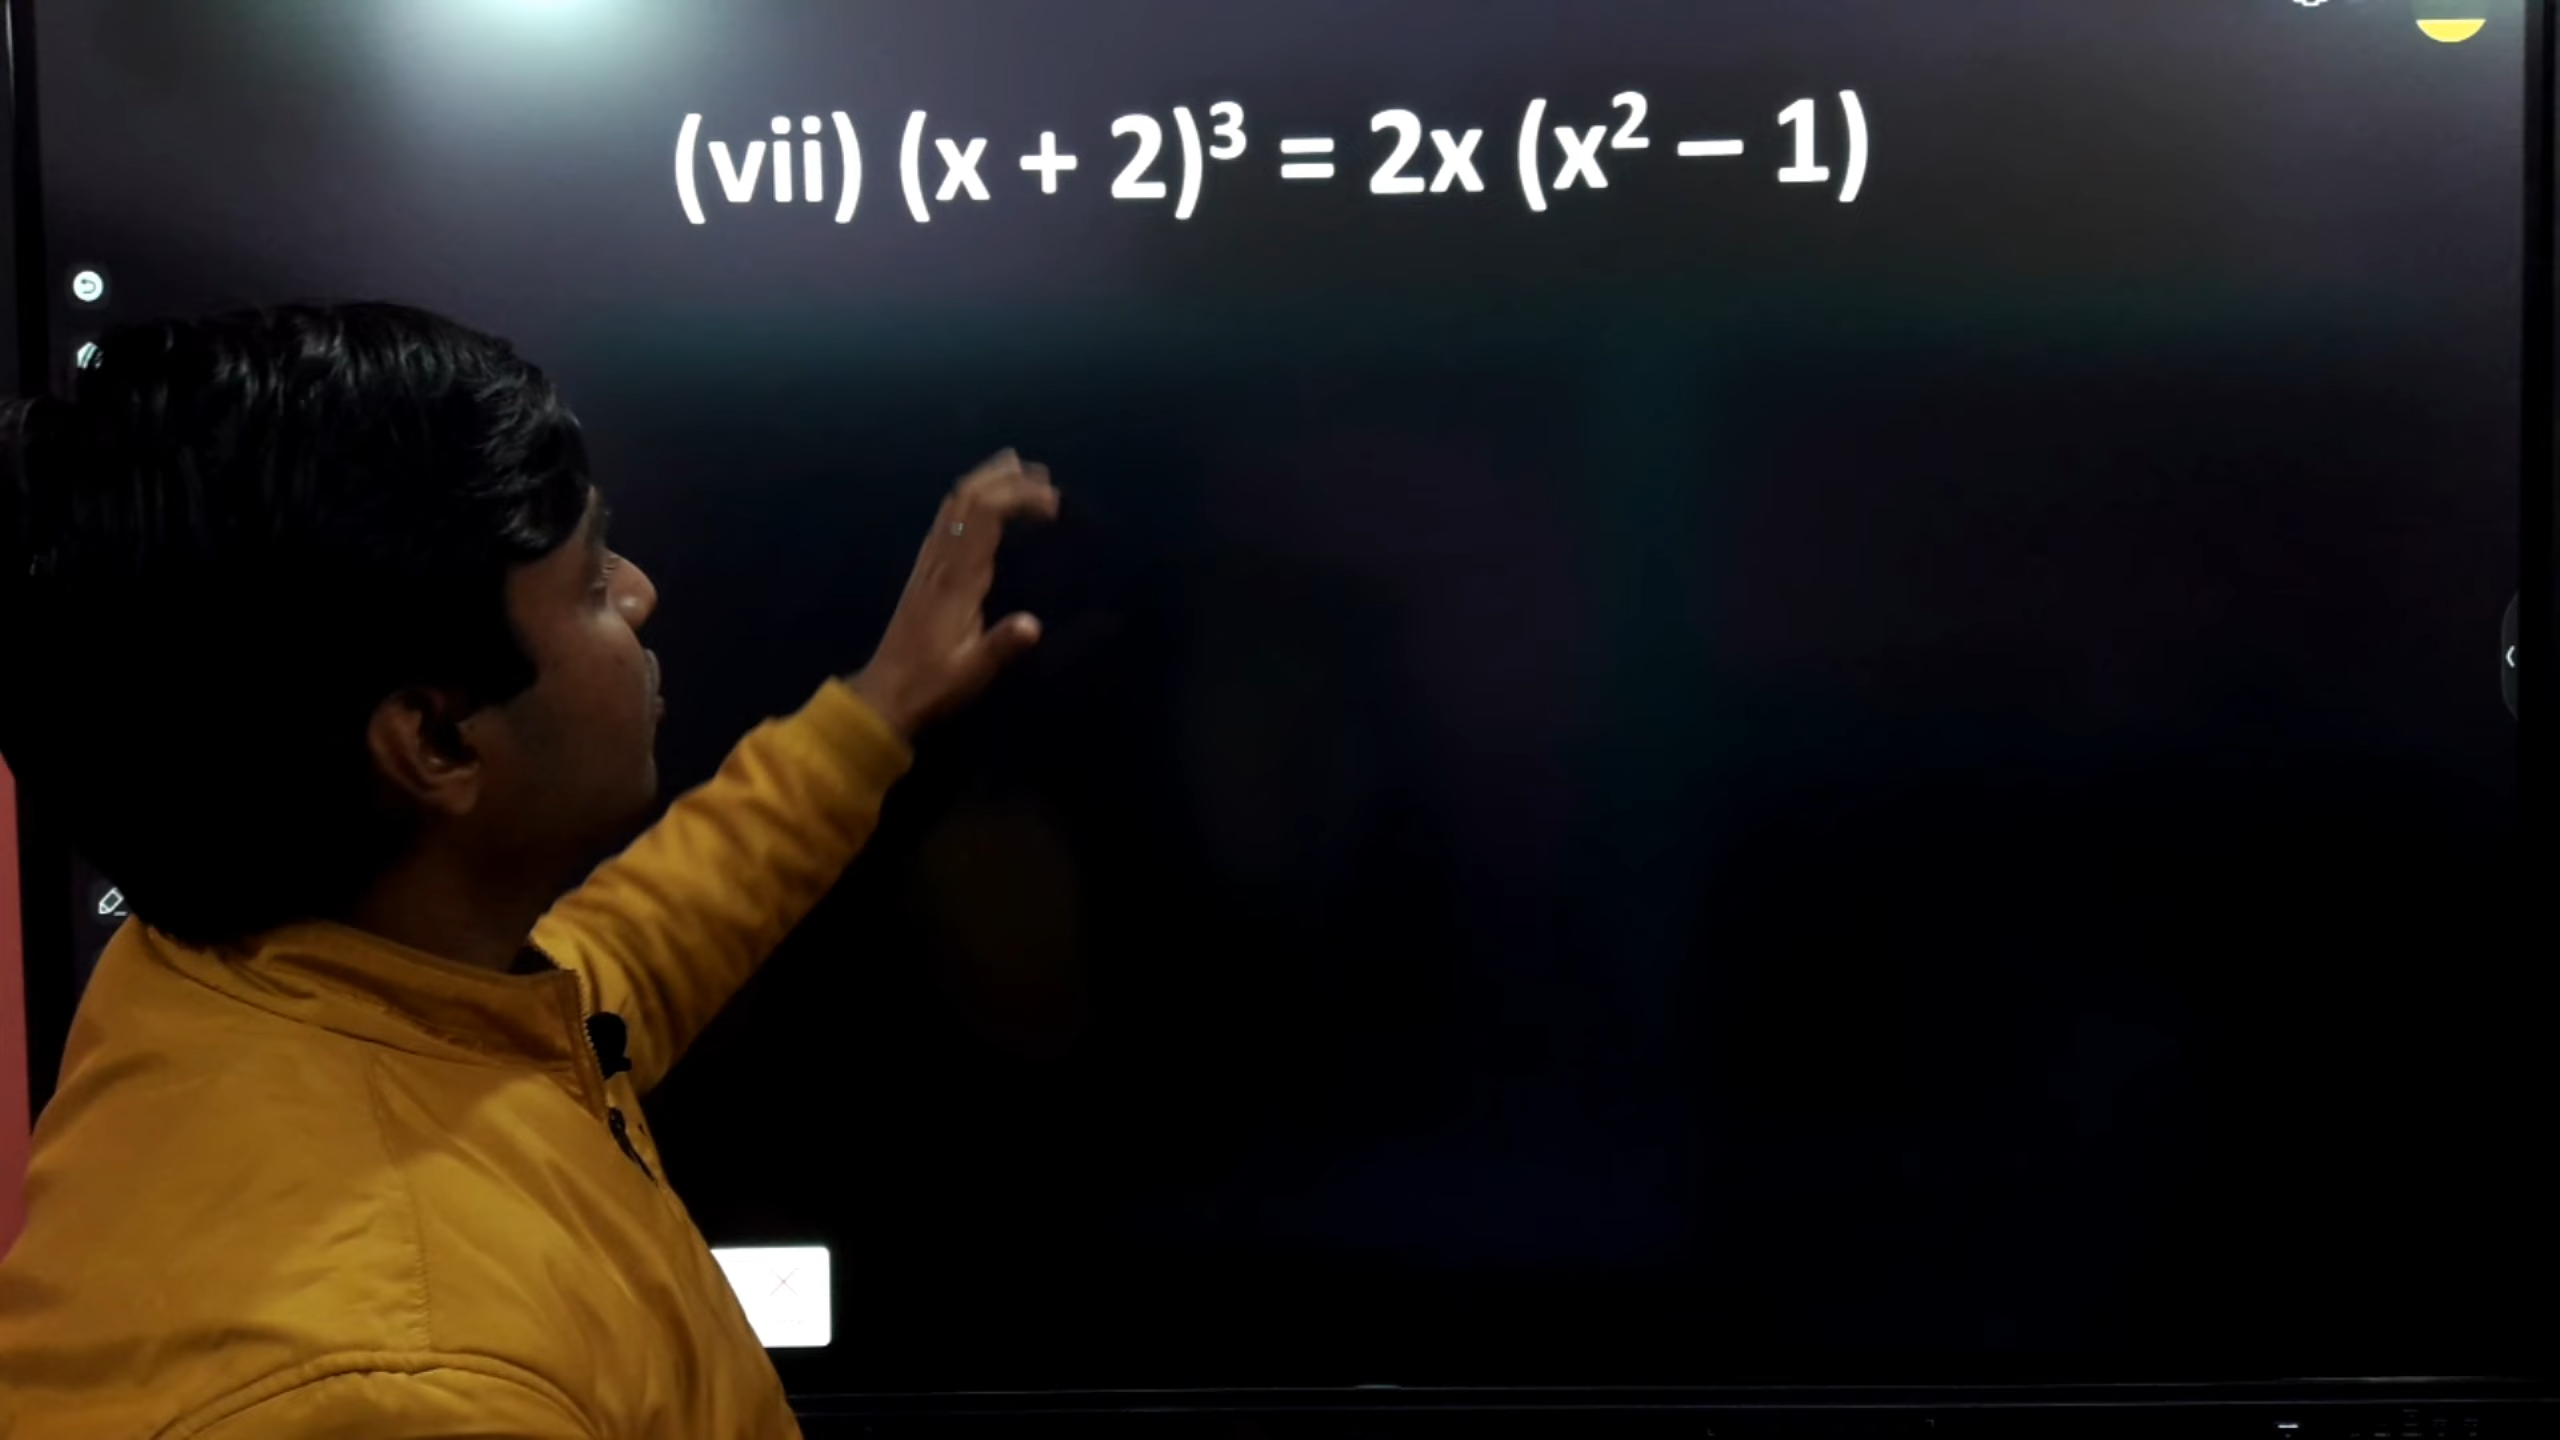 (vii) (x + 2)³ = 2x (x² – 1)